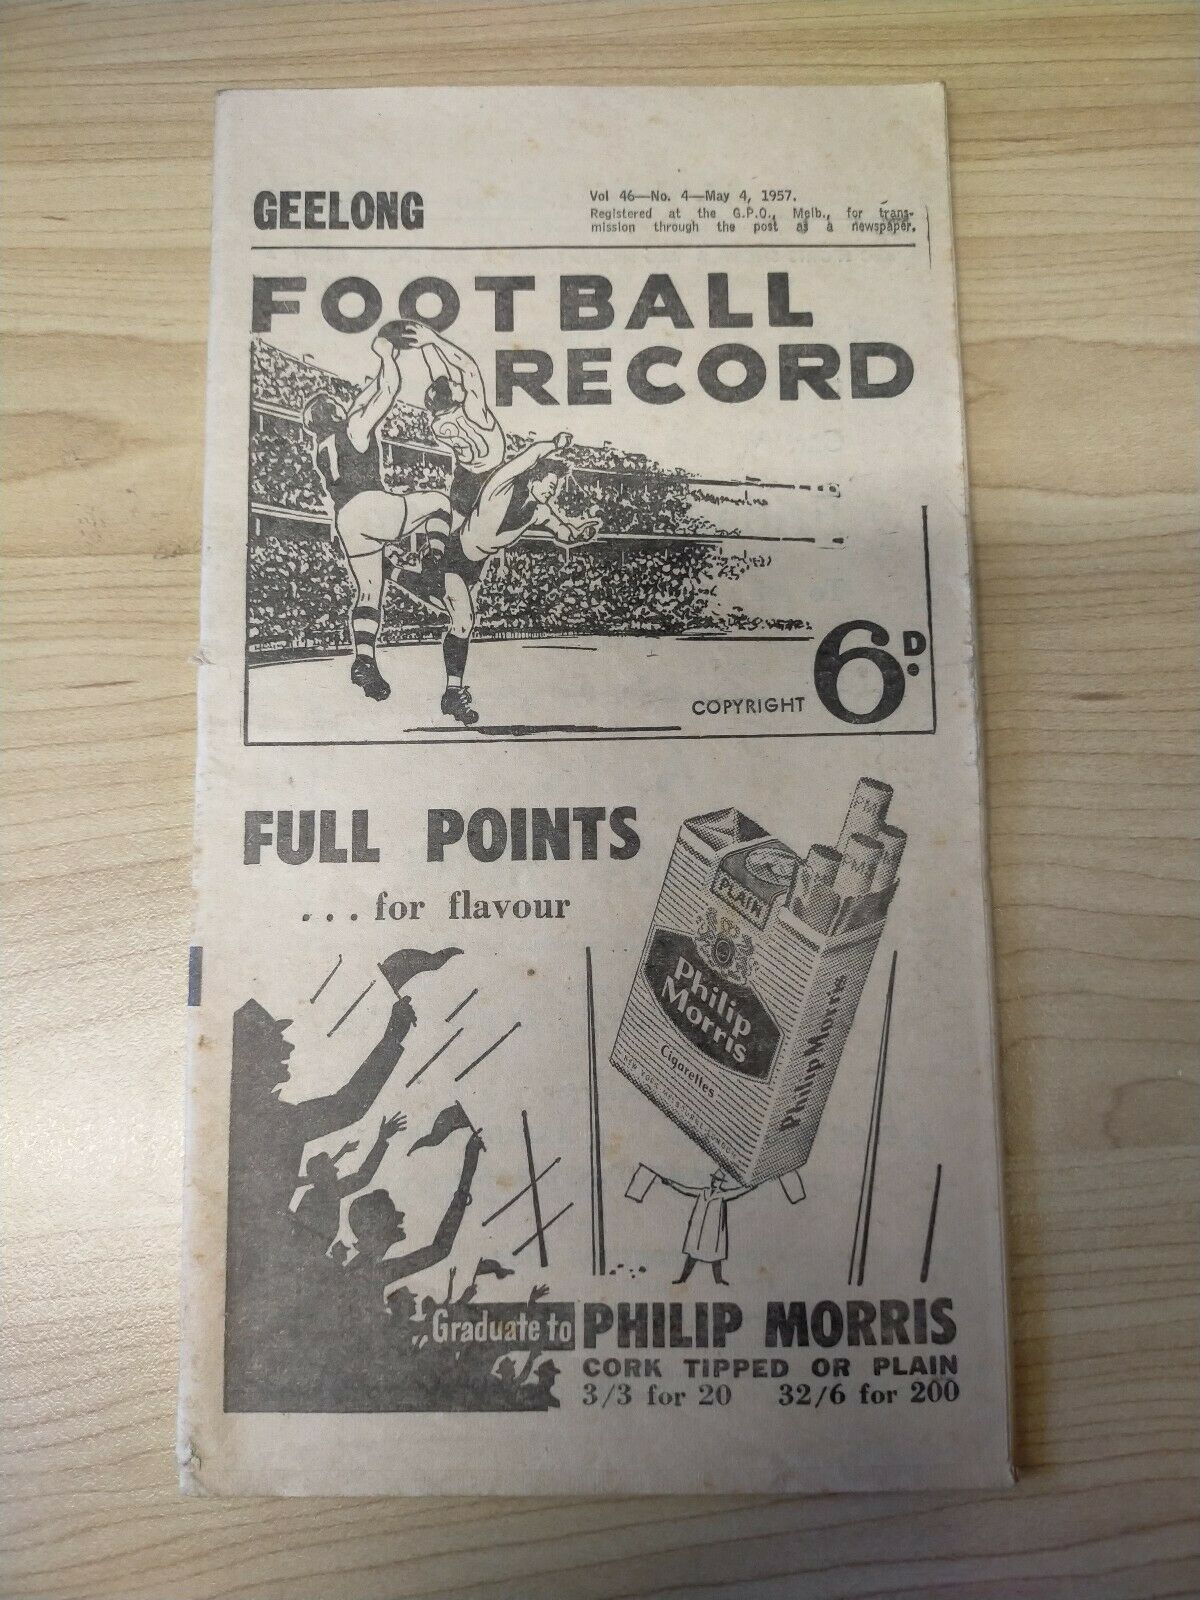 GEELONG
Vol 46—No. 4—May 4, 1957.
Registered at the G.P.O., Melb., for trans-
mission through the post as a newspaper.
FOOTBALL
RECORD
7
COPYRIGHT 6D.
FULL POINTS
...for flavour
PLAIN
Philip
Morris
Cigarettes
Philip Morris
Graduate to PHILIP MORRIS
CORK TIPPED OR PLAIN
3/3 for 20 32/6 for 200